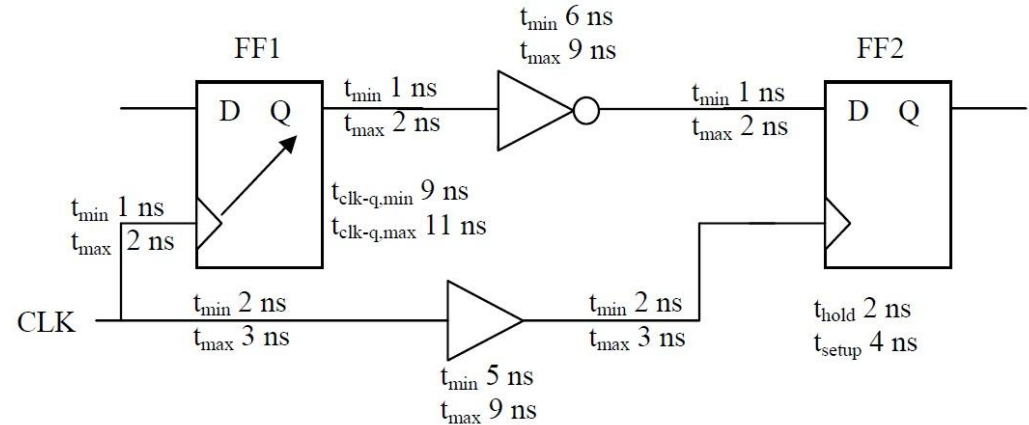 t_min 6 ns
t_max 9 ns
FF1
FF2
t_min 1 ns
t_max 2 ns
t_min 1 ns
t_max 2 ns
D Q
D Q
t_clk-q,min 9 ns
t_clk-q,max 11 ns
t_min 1 ns
t_max 2 ns
CLK
t_min 2 ns
t_max 3 ns
t_min 2 ns
t_max 3 ns
t_hold 2 ns
t_setup 4 ns
t_min 5 ns
t_max 9 ns